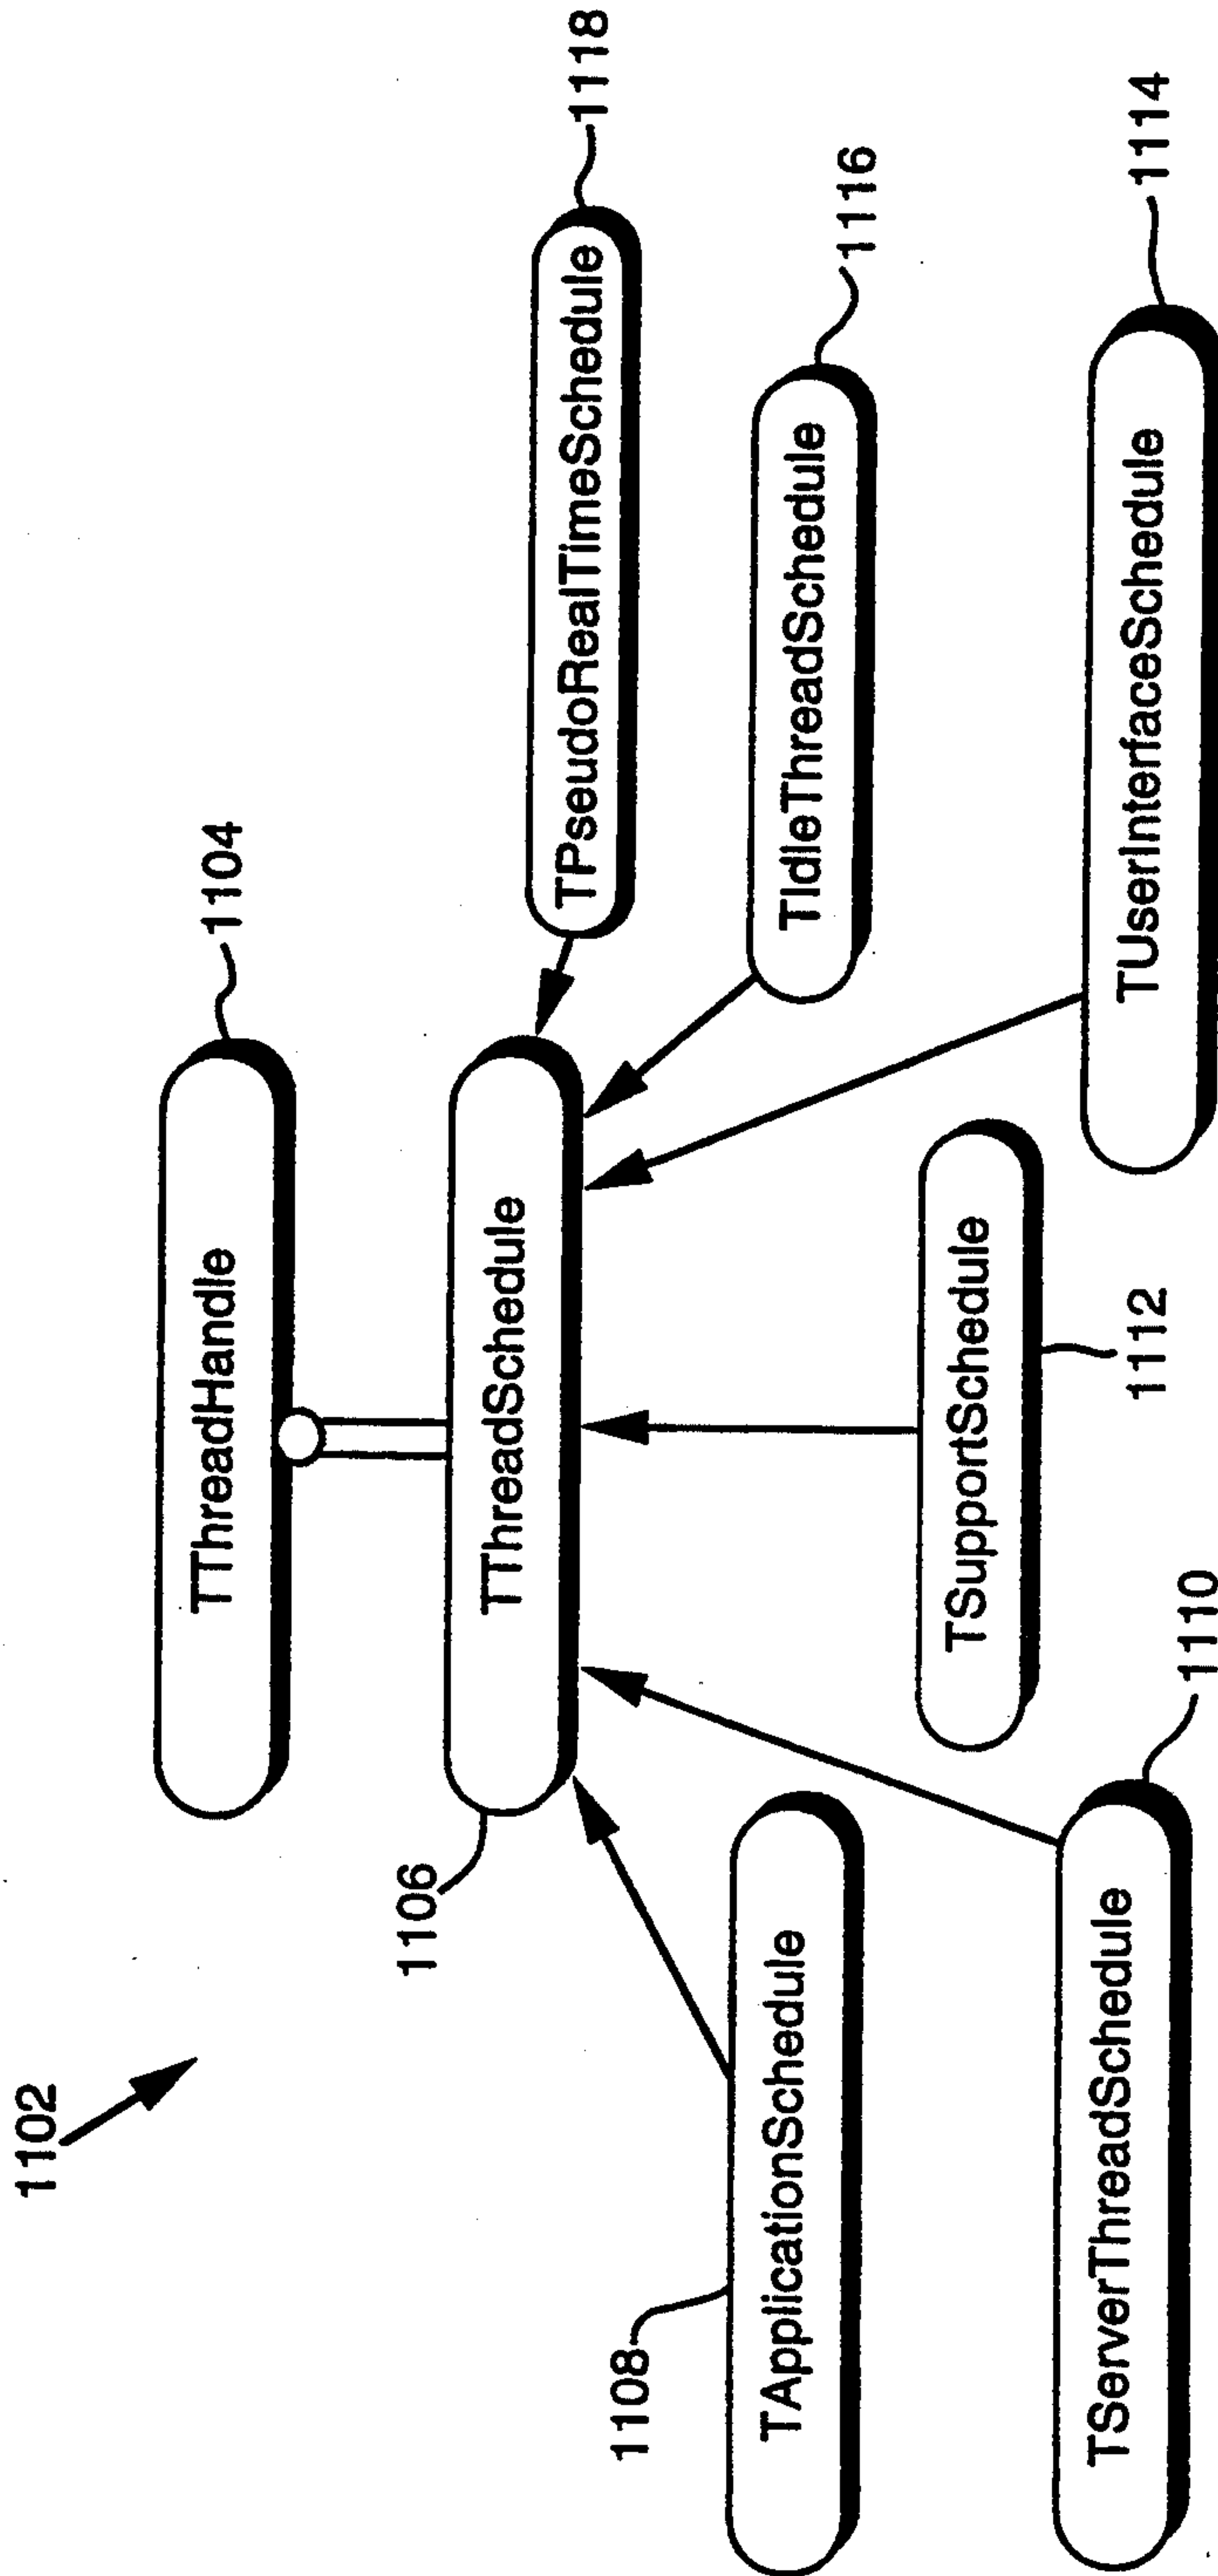 1102
TThreadHandle
1104
1106
TThreadSchedule
TPseudoRealTimeSchedule
1118
1108
TApplicationSchedule
TIdleThreadSchedule
1116
TSupportSchedule
1112
TServerThreadSchedule
1110
TUserInterfaceSchedule
1114